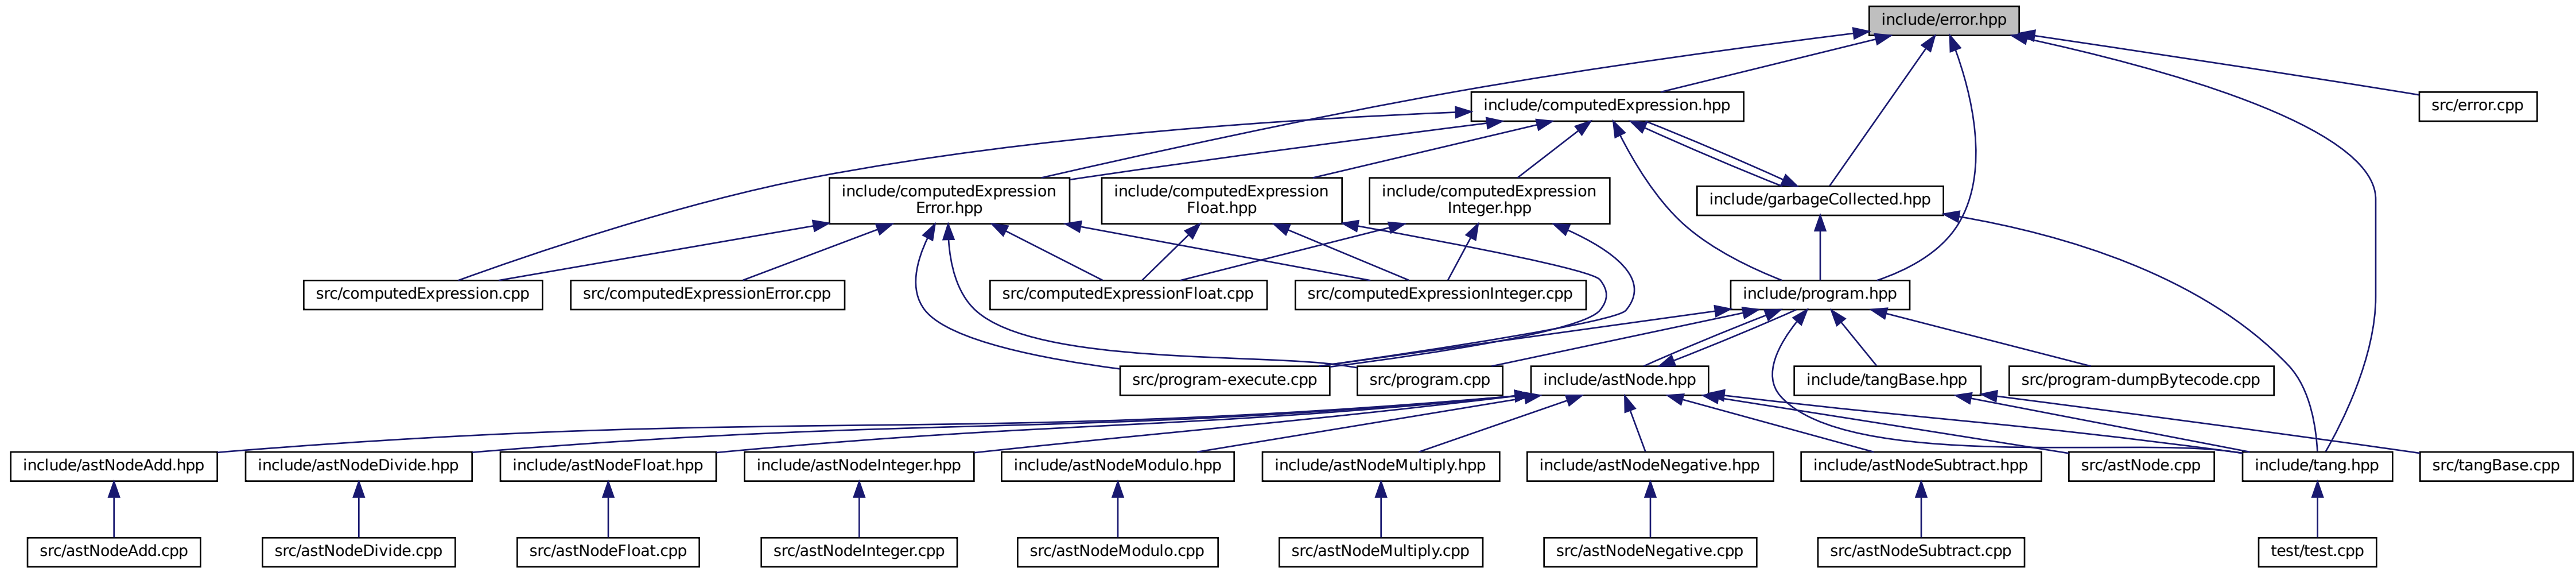 include/error.hpp
include/computedExpression.hpp
src/error.cpp
include/computedExpression
Error.hpp
include/computedExpression
Float.hpp
include/computedExpression
Integer.hpp
include/garbageCollected.hpp
src/computedExpression.cpp
src/computedExpressionError.cpp
src/computedExpressionFloat.cpp
src/computedExpressionInteger.cpp
include/program.hpp
src/program-execute.cpp
src/program.cpp
include/astNode.hpp
include/tangBase.hpp
src/program-dumpBytecode.cpp
include/astNodeAdd.hpp
include/astNodeDivide.hpp
include/astNodeFloat.hpp
include/astNodeInteger.hpp
include/astNodeModulo.hpp
include/astNodeMultiply.hpp
include/astNodeNegative.hpp
include/astNodeSubtract.hpp
src/astNode.cpp
include/tang.hpp
src/tangBase.cpp
src/astNodeAdd.cpp
src/astNodeDivide.cpp
src/astNodeFloat.cpp
src/astNodeInteger.cpp
src/astNodeModulo.cpp
src/astNodeMultiply.cpp
src/astNodeNegative.cpp
src/astNodeSubtract.cpp
test/test.cpp